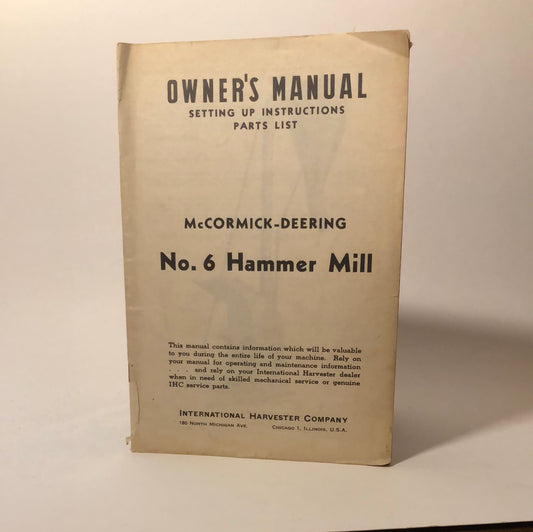 OWNER'S MANUAL
SETTING UP INSTRUCTIONS
PARTS LIST
McCORMICK-DEERING
No. 6 Hammer Mill
This manual contains information which will be valuable
to you during the entire life of your machine. Rely on
your manual for operating and maintenance information
. . . . and rely on your International Harvester dealer
when in need of skilled mechanical service or genuine
IHC service parts.
INTERNATIONAL HARVESTER COMPANY
180 NORTH MICHIGAN AVE. CHICAGO 1, ILLINOIS, U.S.A.